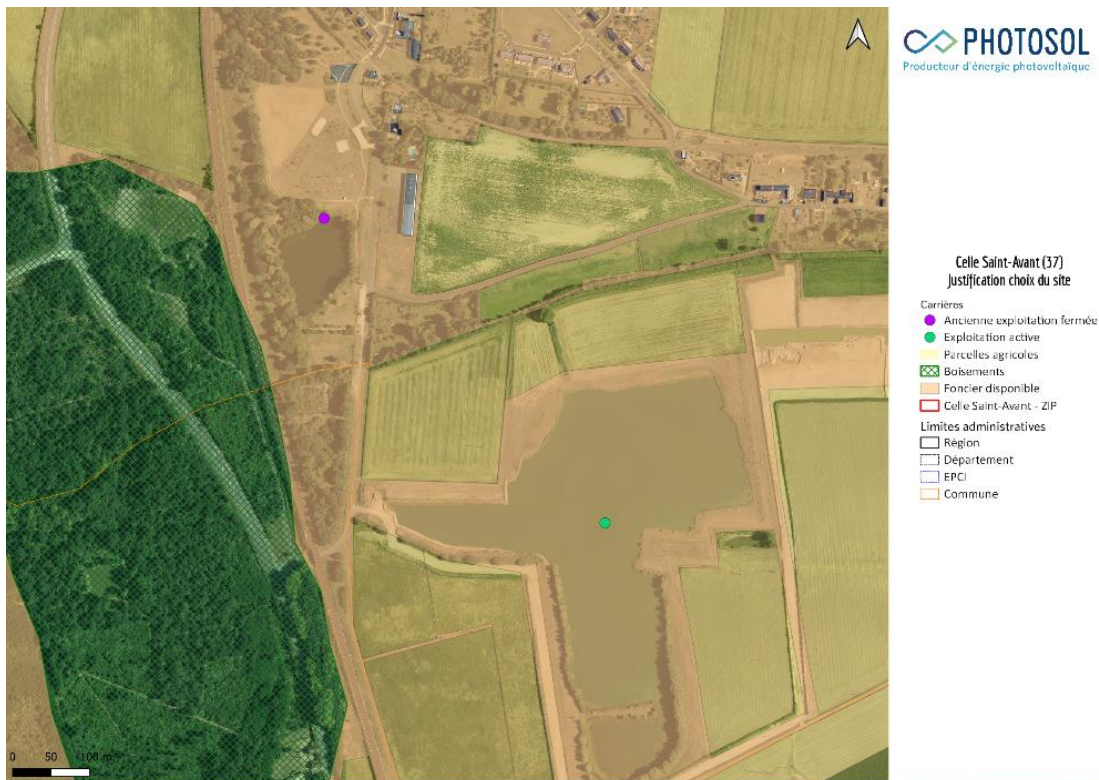 PHOTOSOL
Producteur d'énergie photovoltaïque
Celle Saint-Avant (37)
Justification choix du site
Carrières
Ancienne exploitation fermée
Exploitation active
Parcelles agricoles
Boisements
Foncier disponible
Celle Saint-Avant - ZIP
Limites administratives
Région
Département
EPCI
Commune
0 50 100 m